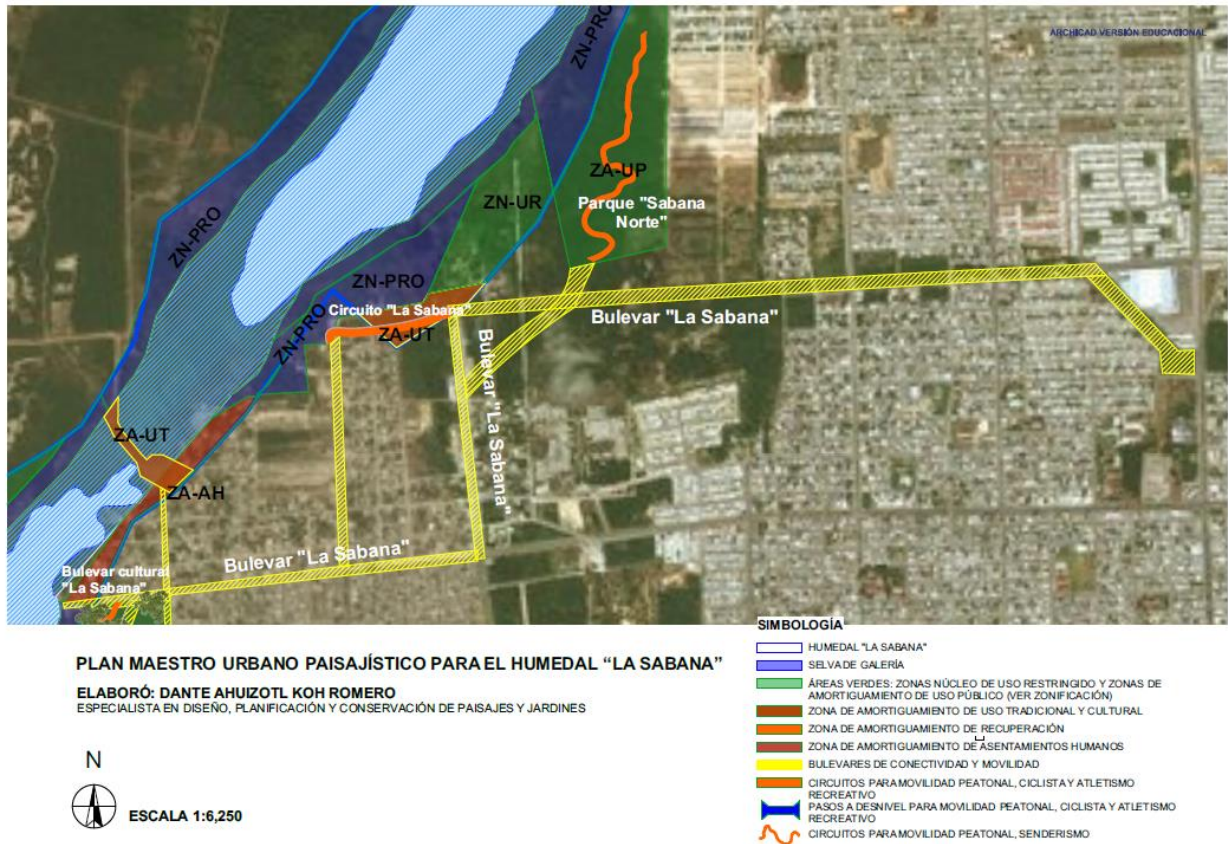 ARCHICAD VERSIÓN EDUCACIONAL
ZN-PRO
ZN-PRO
ZA-UP
ZN-UR
Parque "Sabana
Norte"
ZN-PRO
ZN-PRO
Circuito "La Sabana"
ZA-UT
Bulevar "La Sabana"
Bulevar "La Sabana"
ZA-UT
ZA-AH
Bulevar "La Sabana"
Bulevar cultural
"La Sabana"
PLAN MAESTRO URBANO PAISAJÍSTICO PARA EL HUMEDAL “LA SABANA”
ELABORÓ: DANTE AHUIZOTL KOH ROMERO
ESPECIALISTA EN DISEÑO, PLANIFICACIÓN Y CONSERVACIÓN DE PAISAJES Y JARDINES
N
ESCALA 1:6,250
SIMBOLOGÍA
HUMEDAL "LA SABANA"
SELVA DE GALERÍA
ÁREAS VERDES: ZONAS NÚCLEO DE USO RESTRINGIDO Y ZONAS DE
AMORTIGUAMIENTO DE USO PÚBLICO (VER ZONIFICACIÓN)
ZONA DE AMORTIGUAMIENTO DE USO TRADICIONAL Y CULTURAL
ZONA DE AMORTIGUAMIENTO DE RECUPERACIÓN
ZONA DE AMORTIGUAMIENTO DE ASENTAMIENTOS HUMANOS
BULEVARES DE CONECTIVIDAD Y MOVILIDAD
CIRCUITOS PARA MOVILIDAD PEATONAL, CICLISTA Y ATLETISMO
RECREATIVO
PASOS A DESNIVEL PARA MOVILIDAD PEATONAL, CICLISTA Y ATLETISMO
RECREATIVO
CIRCUITOS PARA MOVILIDAD PEATONAL, SENDERISMO